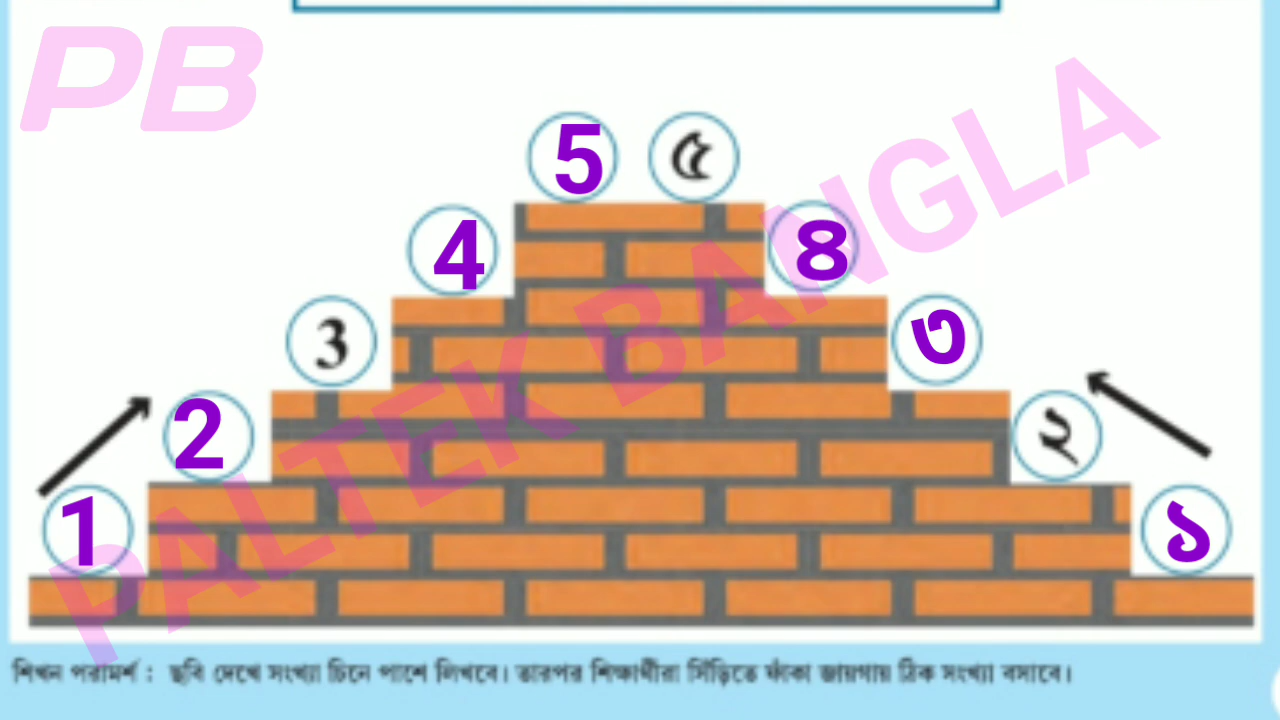 PB
5 ৫
4 ৪
3 ৩
2 ২
1 ১
PALTEK BANGLA
শিখন পরামর্শ : ছবি দেখে সংখ্যা চিনে পাশে লিখবে। তারপর শিক্ষার্থীরা সিঁড়িতে ফাঁকা জায়গায় ঠিক সংখ্যা বসাবে।